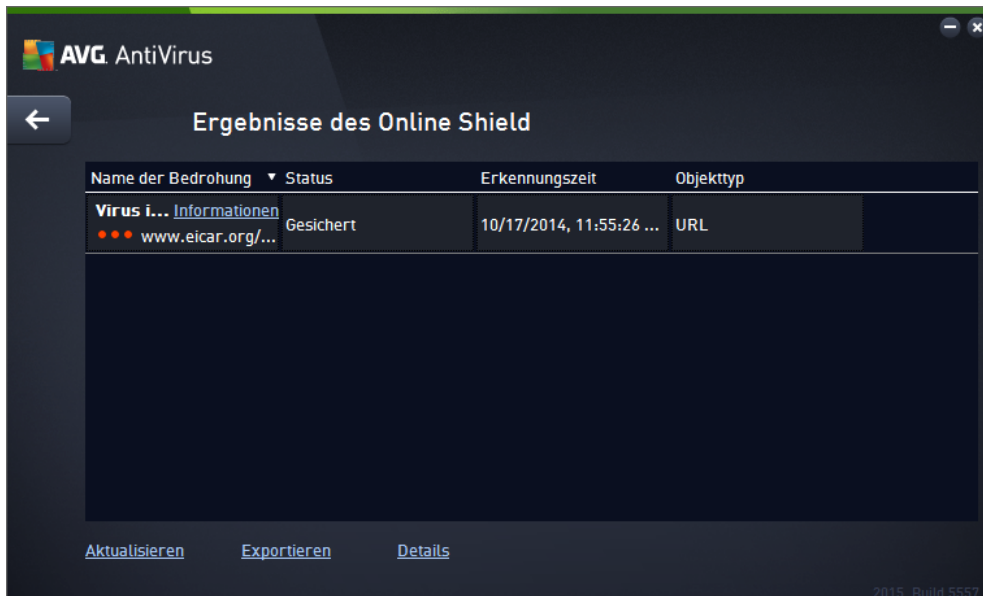 AVG. AntiVirus
Ergebnisse des Online Shield
Name der Bedrohung ▼ Status Erkennungszeit Objekttyp
Virus i... Informationen
www.eicar.org/... Gesichert 10/17/2014, 11:55:26 ... URL
Aktualisieren Exportieren Details
2015 Build 5557